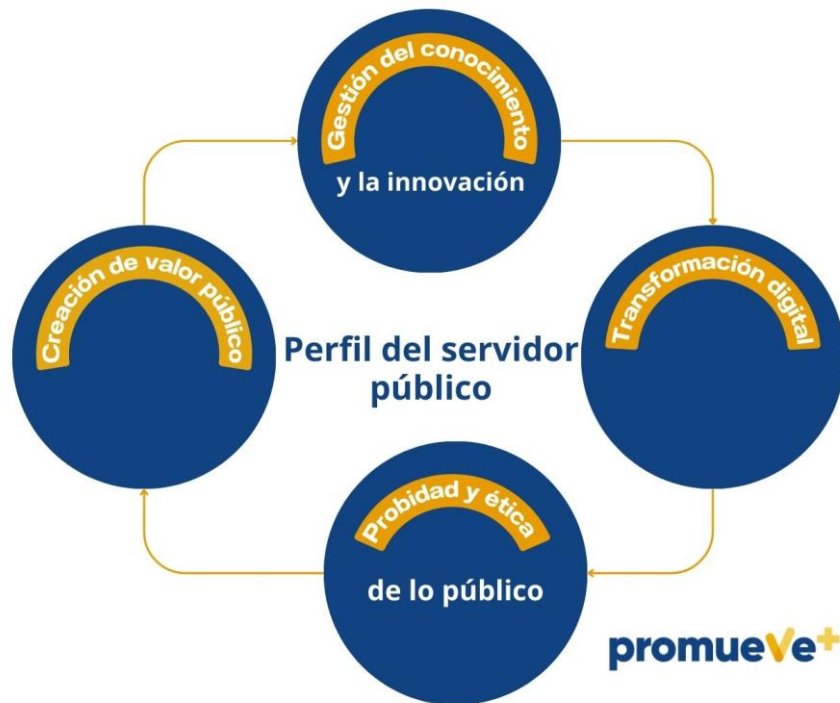 Gestión del conocimiento
y la innovación
Creación de valor público
Transformación digital
Perfil del servidor
público
Probidad y ética
de lo público
promueve+